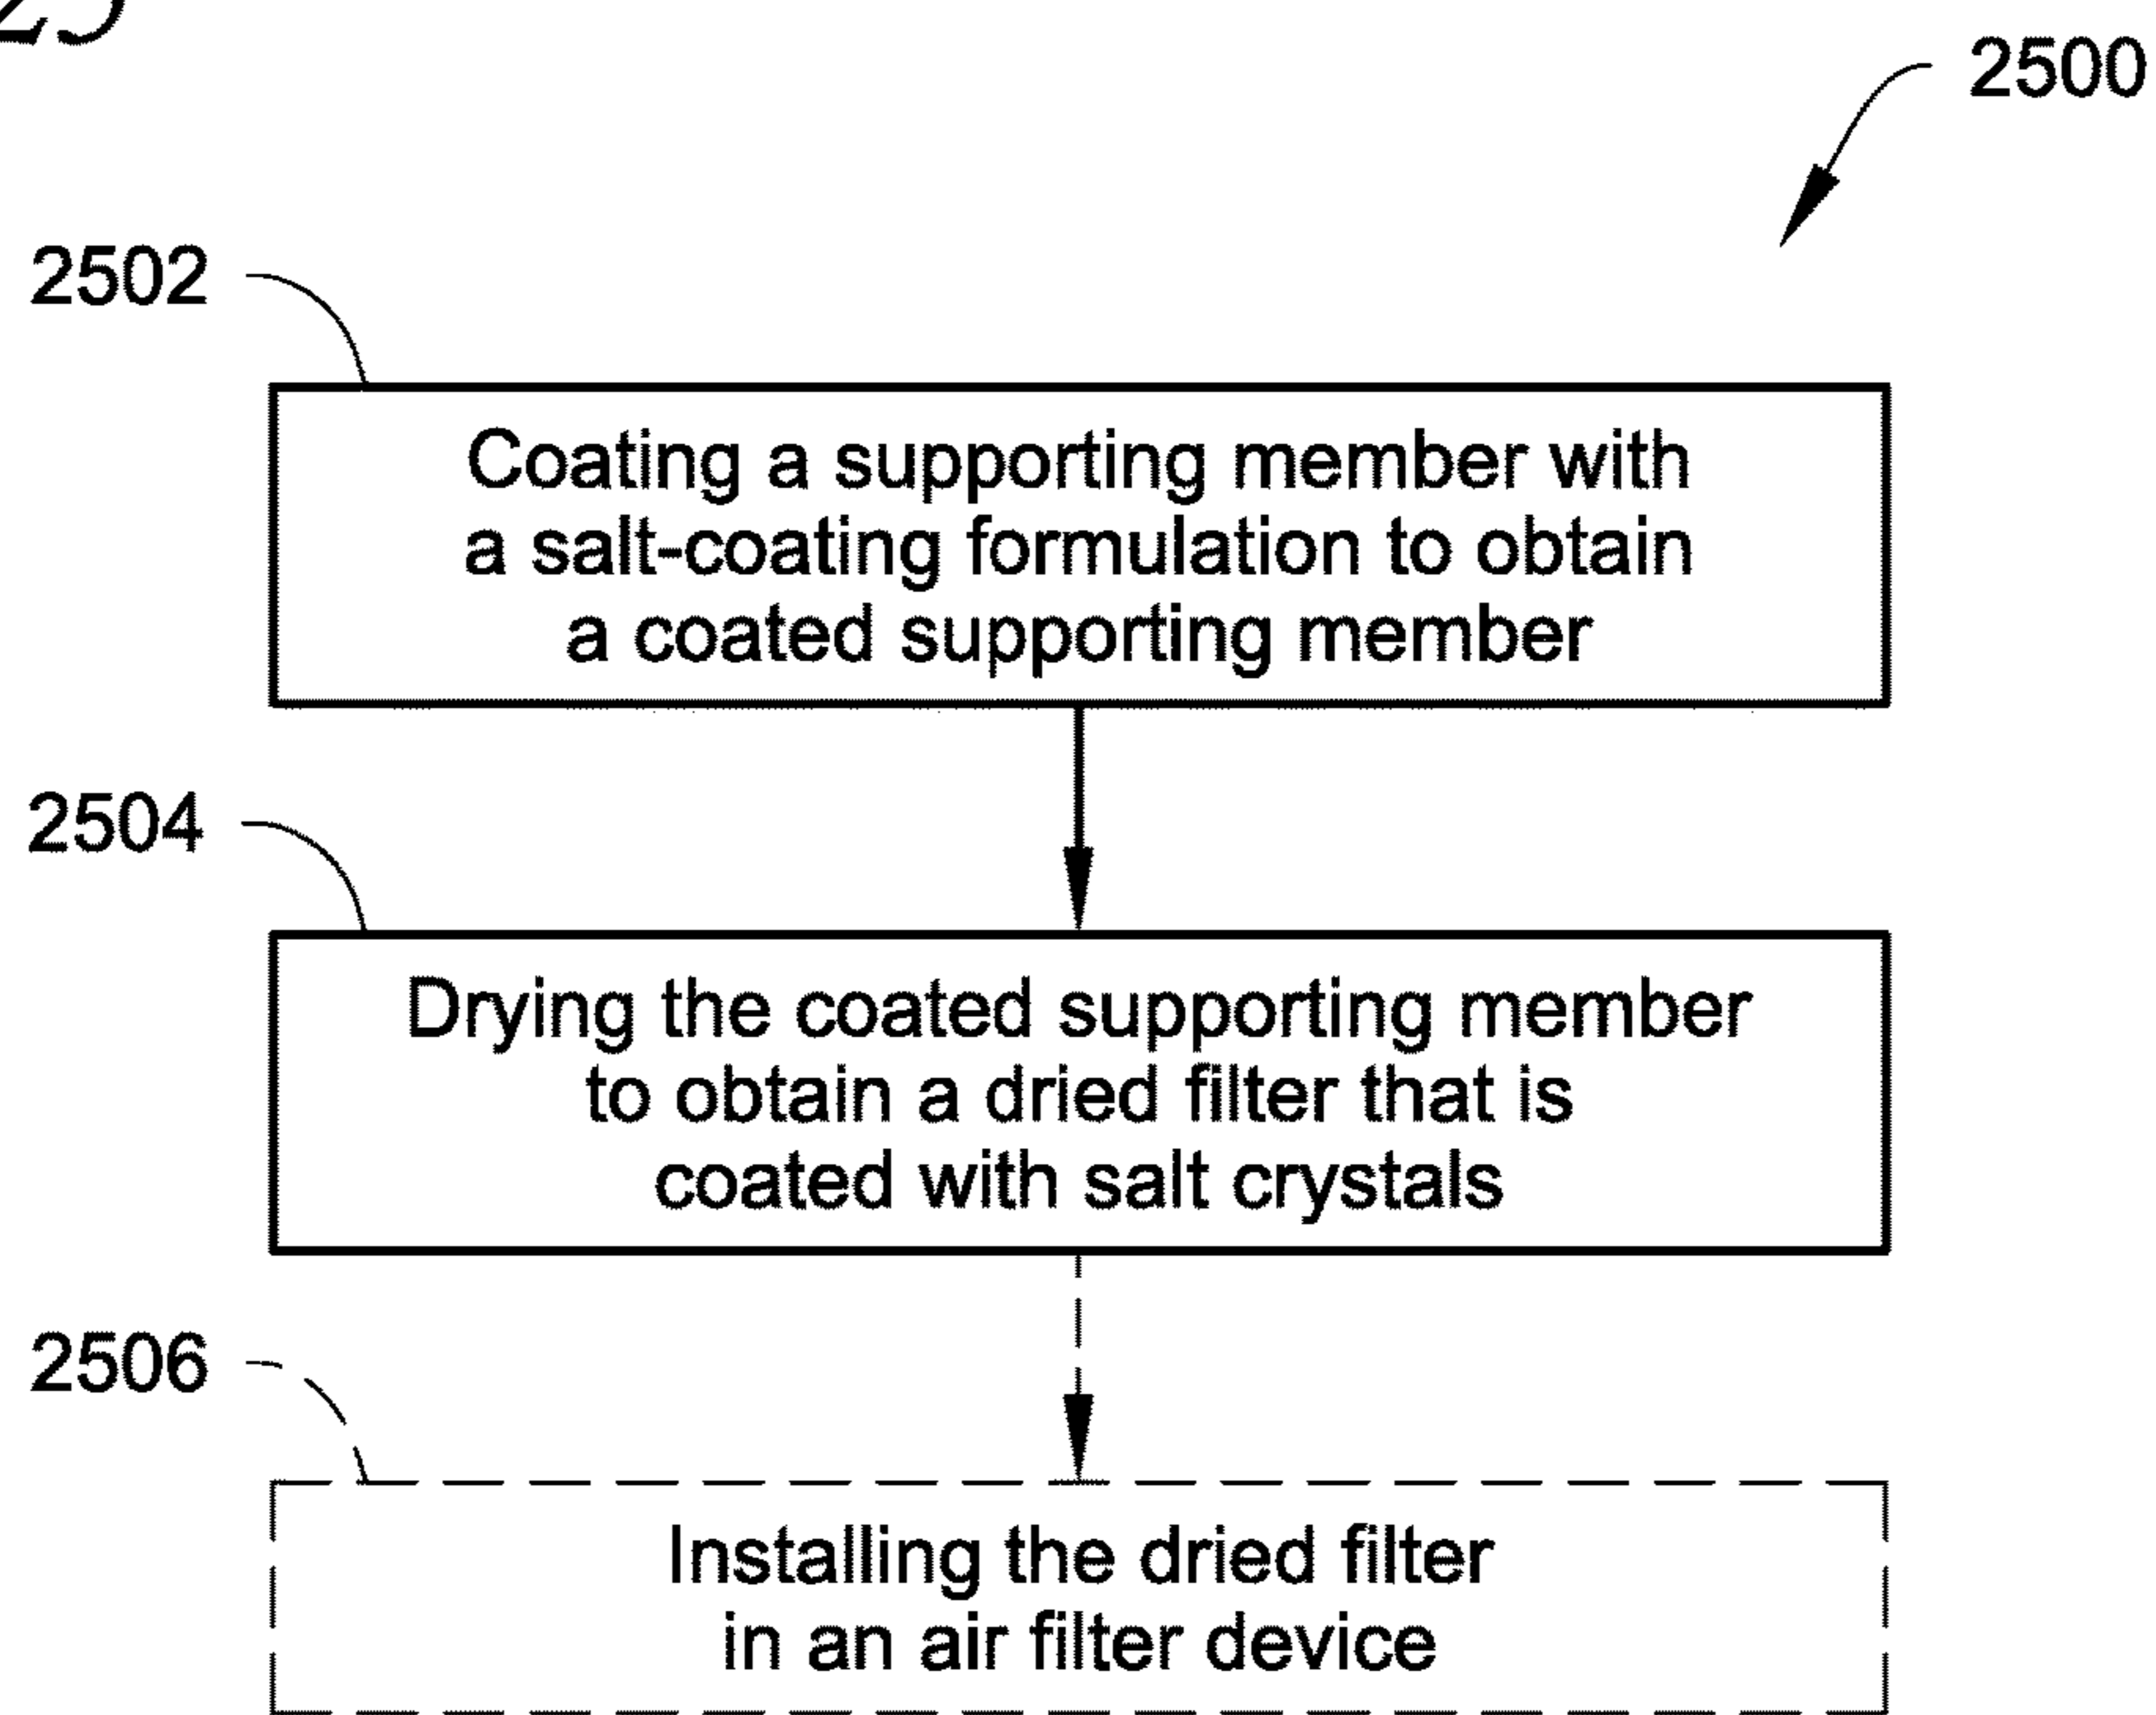 25
2500
2502
Coating a supporting member with
a salt-coating formulation to obtain
a coated supporting member
2504
Drying the coated supporting member
to obtain a dried filter that is
coated with salt crystals
2506
Installing the dried filter
in an air filter device